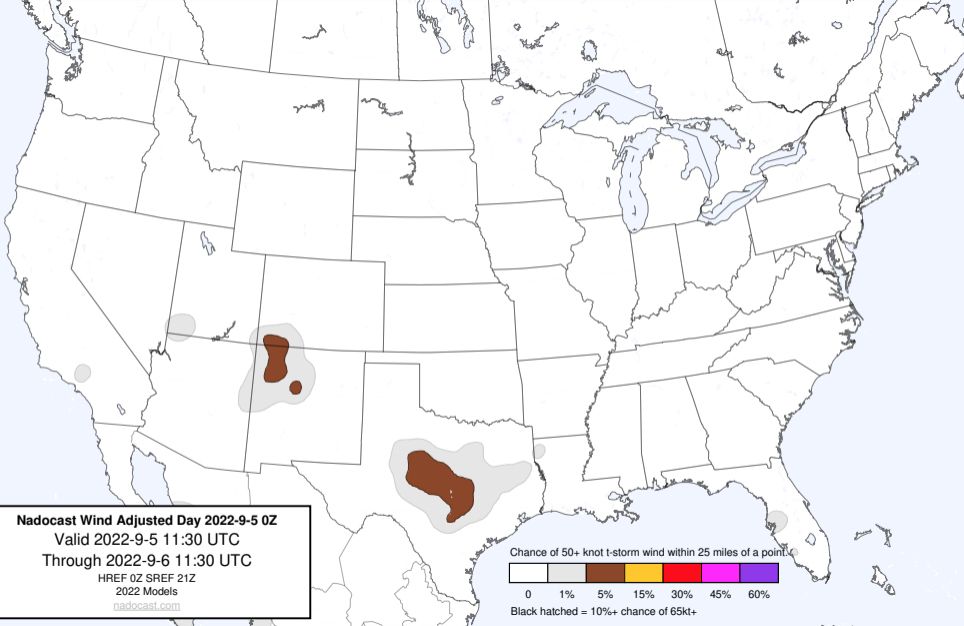 Nadocast Wind Adjusted Day 2022-9-5 0Z
Valid 2022-9-5 11:30 UTC
Through 2022-9-6 11:30 UTC
HREF 0Z SREF 21Z
2022 Models
nadocast.com
Chance of 50+ knot t-storm wind within 25 miles of a point.
0 1% 5% 15% 30% 45% 60%
Black hatched = 10%+ chance of 65kt+